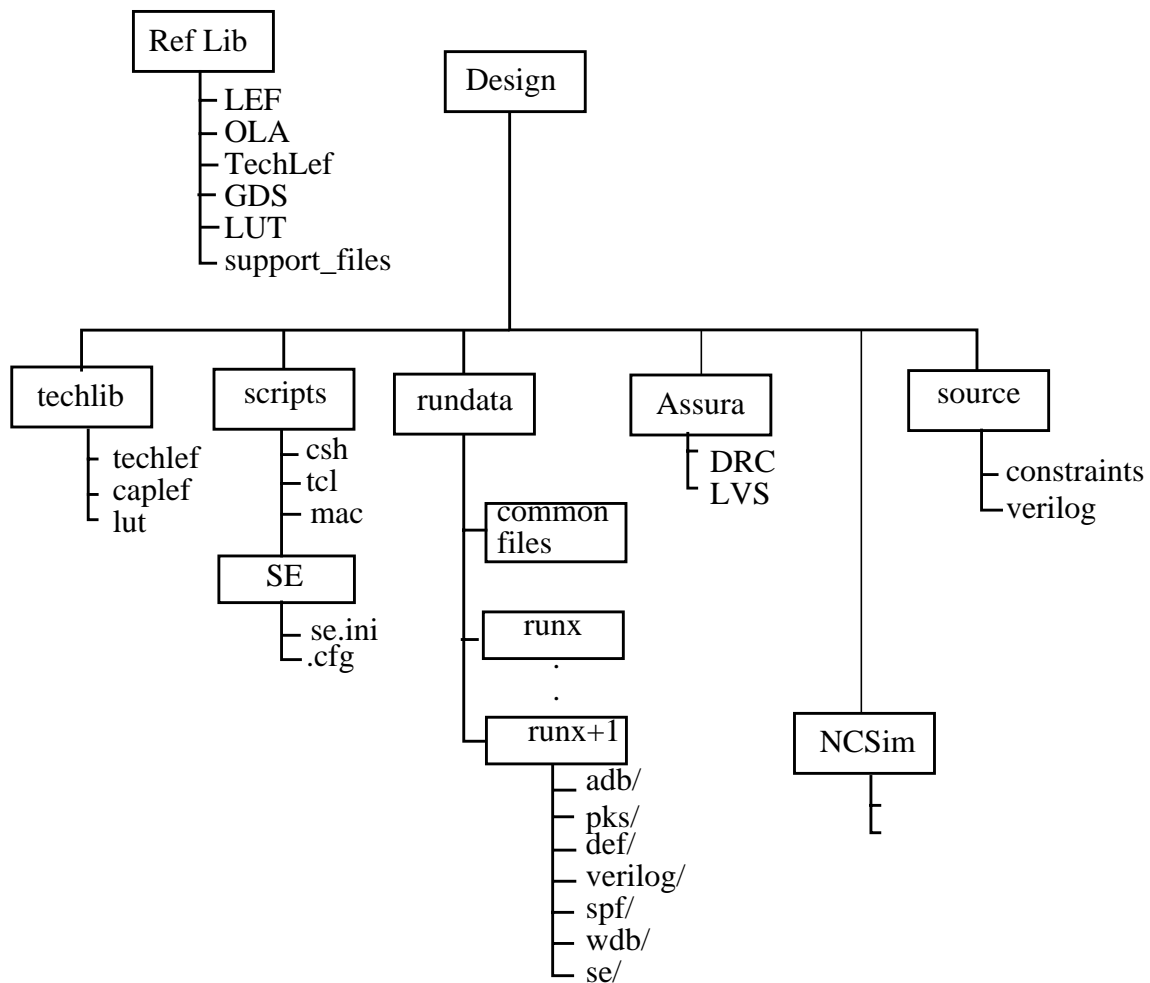 Ref Lib
LEF
OLA
TechLef
GDS
LUT
support_files
Design
techlib
techlef
caplef
lut
scripts
csh
tcl
mac
SE
se.ini
.cfg
rundata
common
files
runx
.
.
runx+1
adb/
pks/
def/
verilog/
spf/
wdb/
se/
Assura
DRC
LVS
NCSim
source
constraints
verilog